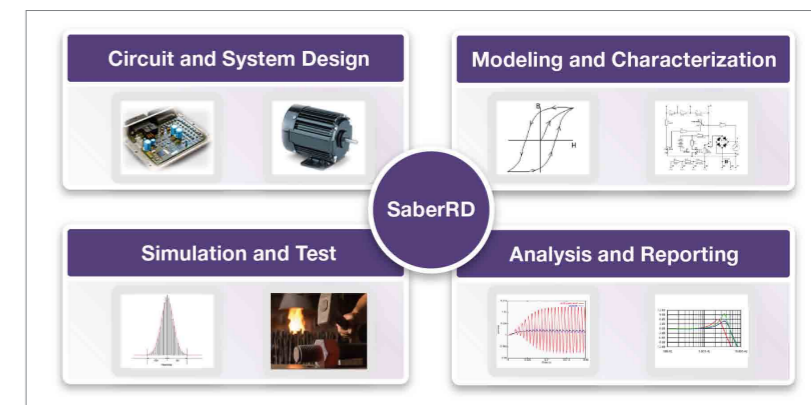 Circuit and System Design
Modeling and Characterization
B
H
SaberRD
Simulation and Test
Analysis and Reporting